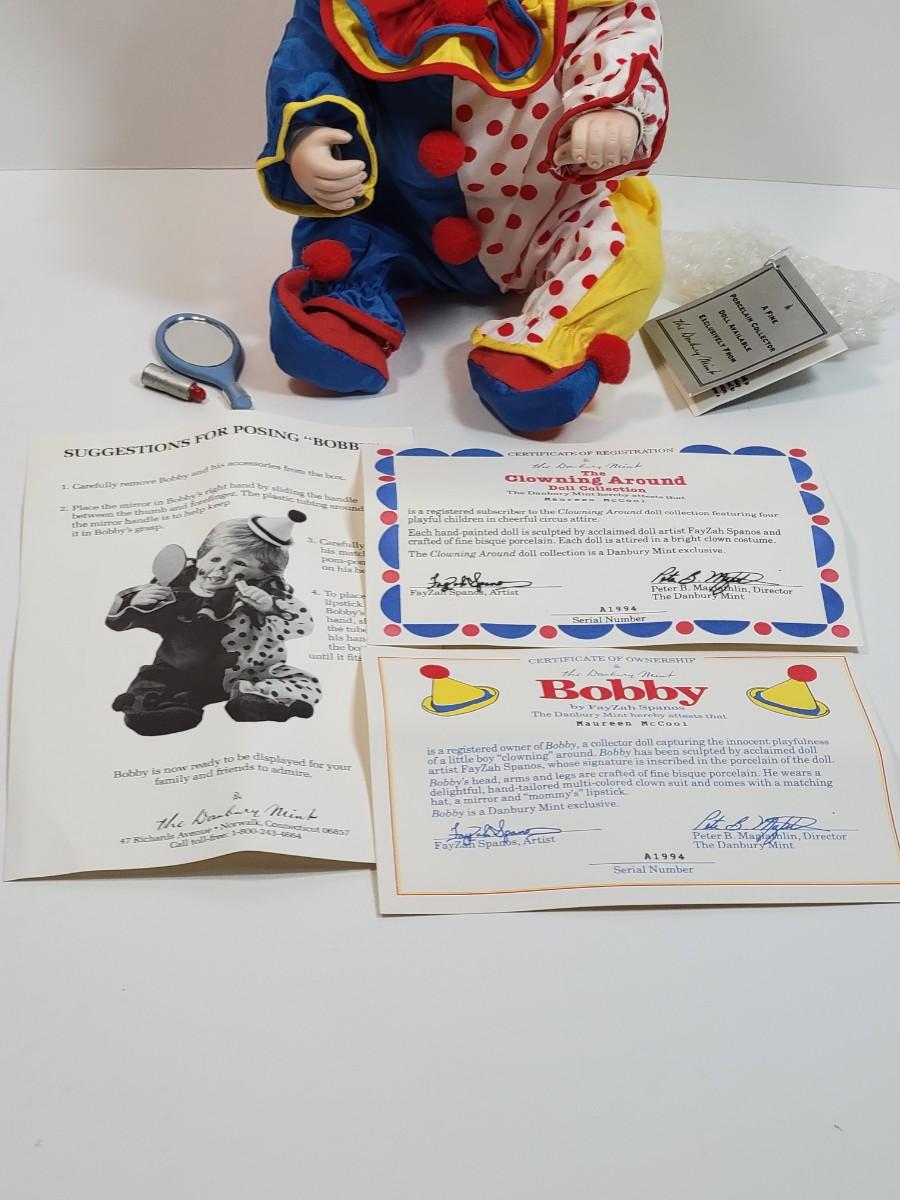 A FINE
PORCELAIN COLLECTOR
DOLL AVAILABLE
EXCLUSIVELY FROM
the Danbury Mint
SUGGESTIONS FOR POSING "BOBB
1. Carefully remove Bobby and his accessories from the box.
2. Place the mirror in Bobby's right hand by sliding the handle
between the thumb and forefinger. The plastic tubing around
the mirror handle is to help keep
it in Bobby's grasp.
3. Carefully
his matc
pom-pon
on his he
4. To place
lipstick
Bobby's
hand, sl
the tube
his han
the bo
until it fits
Bobby is now ready to be displayed for your
family and friends to admire.
the Danbury Mint
47 Richards Avenue • Norwalk, Connecticut 06857
Call toll-free: 1-800-243-4664
CERTIFICATE OF REGISTRATION
the Danbury Mint
The
Clowning Around
Doll Collection
The Danbury Mint hereby attests that
Maureen McCool
is a registered subscriber to the Clowning Around doll collection featuring four
playful children in cheerful circus attire.
Each hand-painted doll is sculpted by acclaimed doll artist FayZah Spanos and
crafted of fine bisque porcelain. Each doll is attired in a bright clown costume.
The Clowning Around doll collection is a Danbury Mint exclusive.
FayZah Spanos Peter B. Maglathlin
FayZah Spanos, Artist Peter B. Maglathlin, Director
The Danbury Mint
A1994
Serial Number
CERTIFICATE OF OWNERSHIP
the Danbury Mint
Bobby
by FayZah Spanos
The Danbury Mint hereby attests that
Maureen McCool
is a registered owner of Bobby, a collector doll capturing the innocent playfulness
of a little boy "clowning" around. Bobby has been sculpted by acclaimed doll
artist FayZah Spanos, whose signature is inscribed in the porcelain of the doll.
Bobby's head, arms and legs are crafted of fine bisque porcelain. He wears a
delightful, hand-tailored multi-colored clown suit and comes with a matching
hat, a mirror and "mommy's" lipstick.
Bobby is a Danbury Mint exclusive.
FayZah Spanos Peter B. Maglathlin
FayZah Spanos, Artist Peter B. Maglathlin, Director
The Danbury Mint
A1994
Serial Number